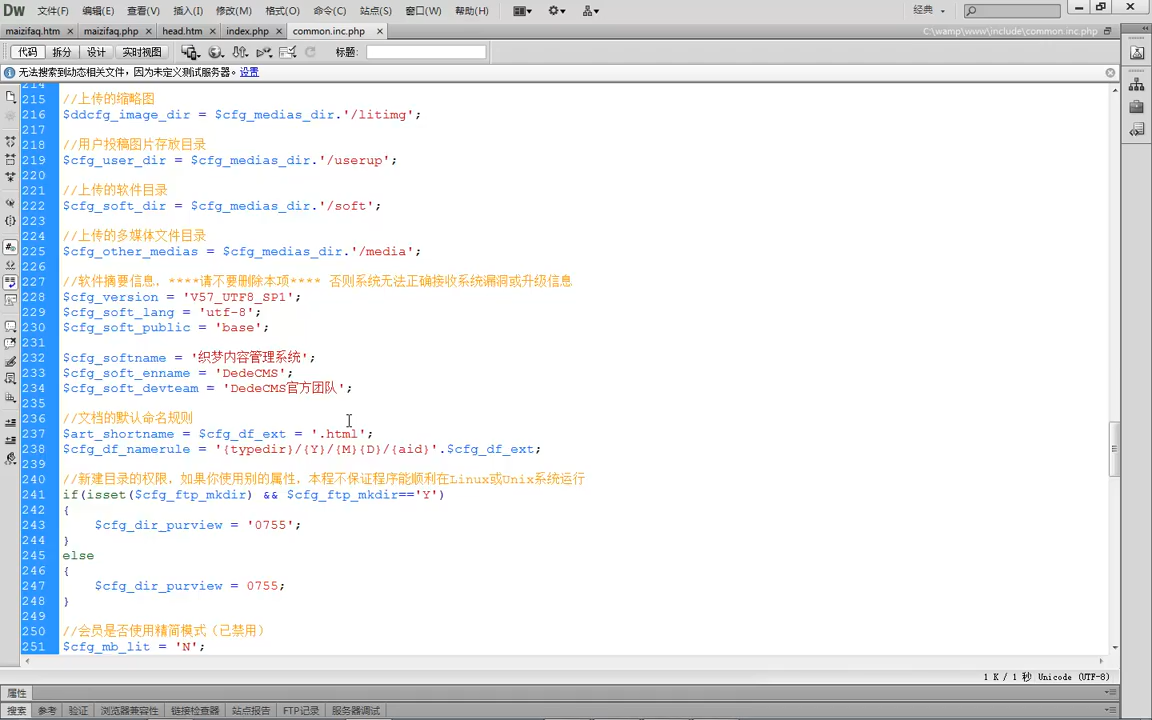 Dw 文件(F) 编辑(E) 查看(V) 插入(I) 修改(M) 格式(O) 命令(C) 站点(S) 窗口(W) 帮助(H) 经典
maizifaq.htm × maizifaq.php × head.htm × index.php × common.inc.php × C:\wamp\www\include\common.inc.php
代码 拆分 设计 实时视图 标题:
无法搜索到动态相关文件，因为未定义测试服务器。 设置
214
215 //上传的缩略图
216 $ddcfg_image_dir = $cfg_medias_dir.'/litimg';
217
218 //用户投稿图片存放目录
219 $cfg_user_dir = $cfg_medias_dir.'/userup';
220
221 //上传的软件目录
222 $cfg_soft_dir = $cfg_medias_dir.'/soft';
223
224 //上传的多媒体文件目录
225 $cfg_other_medias = $cfg_medias_dir.'/media';
226
227 //软件摘要信息，****请不要删除本项**** 否则系统无法正确接收系统漏洞或升级信息
228 $cfg_version = 'V57_UTF8_SP1';
229 $cfg_soft_lang = 'utf-8';
230 $cfg_soft_public = 'base';
231
232 $cfg_softname = '织梦内容管理系统';
233 $cfg_soft_enname = 'DedeCMS';
234 $cfg_soft_devteam = 'DedeCMS官方团队';
235
236 //文档的默认命名规则
237 $art_shortname = $cfg_df_ext = '.html';
238 $cfg_df_namerule = '{typedir}/{Y}/{M}{D}/{aid}'.$cfg_df_ext;
239
240 //新建目录的权限，如果你使用别的属性，本程不保证程序能顺利在Linux或Unix系统运行
241 if(isset($cfg_ftp_mkdir) && $cfg_ftp_mkdir=='Y')
242 {
243 $cfg_dir_purview = '0755';
244 }
245 else
246 {
247 $cfg_dir_purview = 0755;
248 }
249
250 //会员是否使用精简模式（已禁用）
251 $cfg_mb_lit = 'N';
1 K / 1 秒 Unicode (UTF-8)
属性
搜索 参考 验证 浏览器兼容性 链接检查器 站点报告 FTP记录 服务器调试